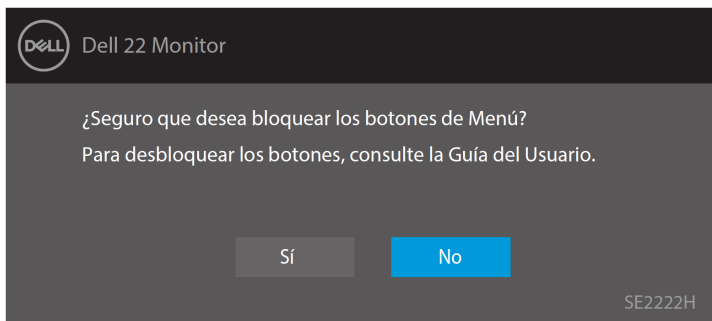 DELL
Dell 22 Monitor
¿Seguro que desea bloquear los botones de Menú?
Para desbloquear los botones, consulte la Guía del Usuario.
Sí
No
SE2222H